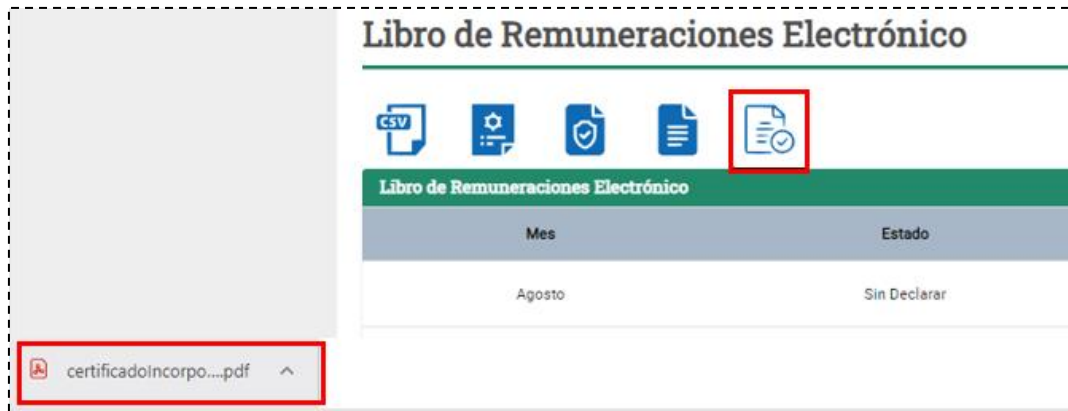 Libro de Remuneraciones Electrónico
CSV
Libro de Remuneraciones Electrónico
Mes Estado
Agosto Sin Declarar
certificadoIncorpo....pdf